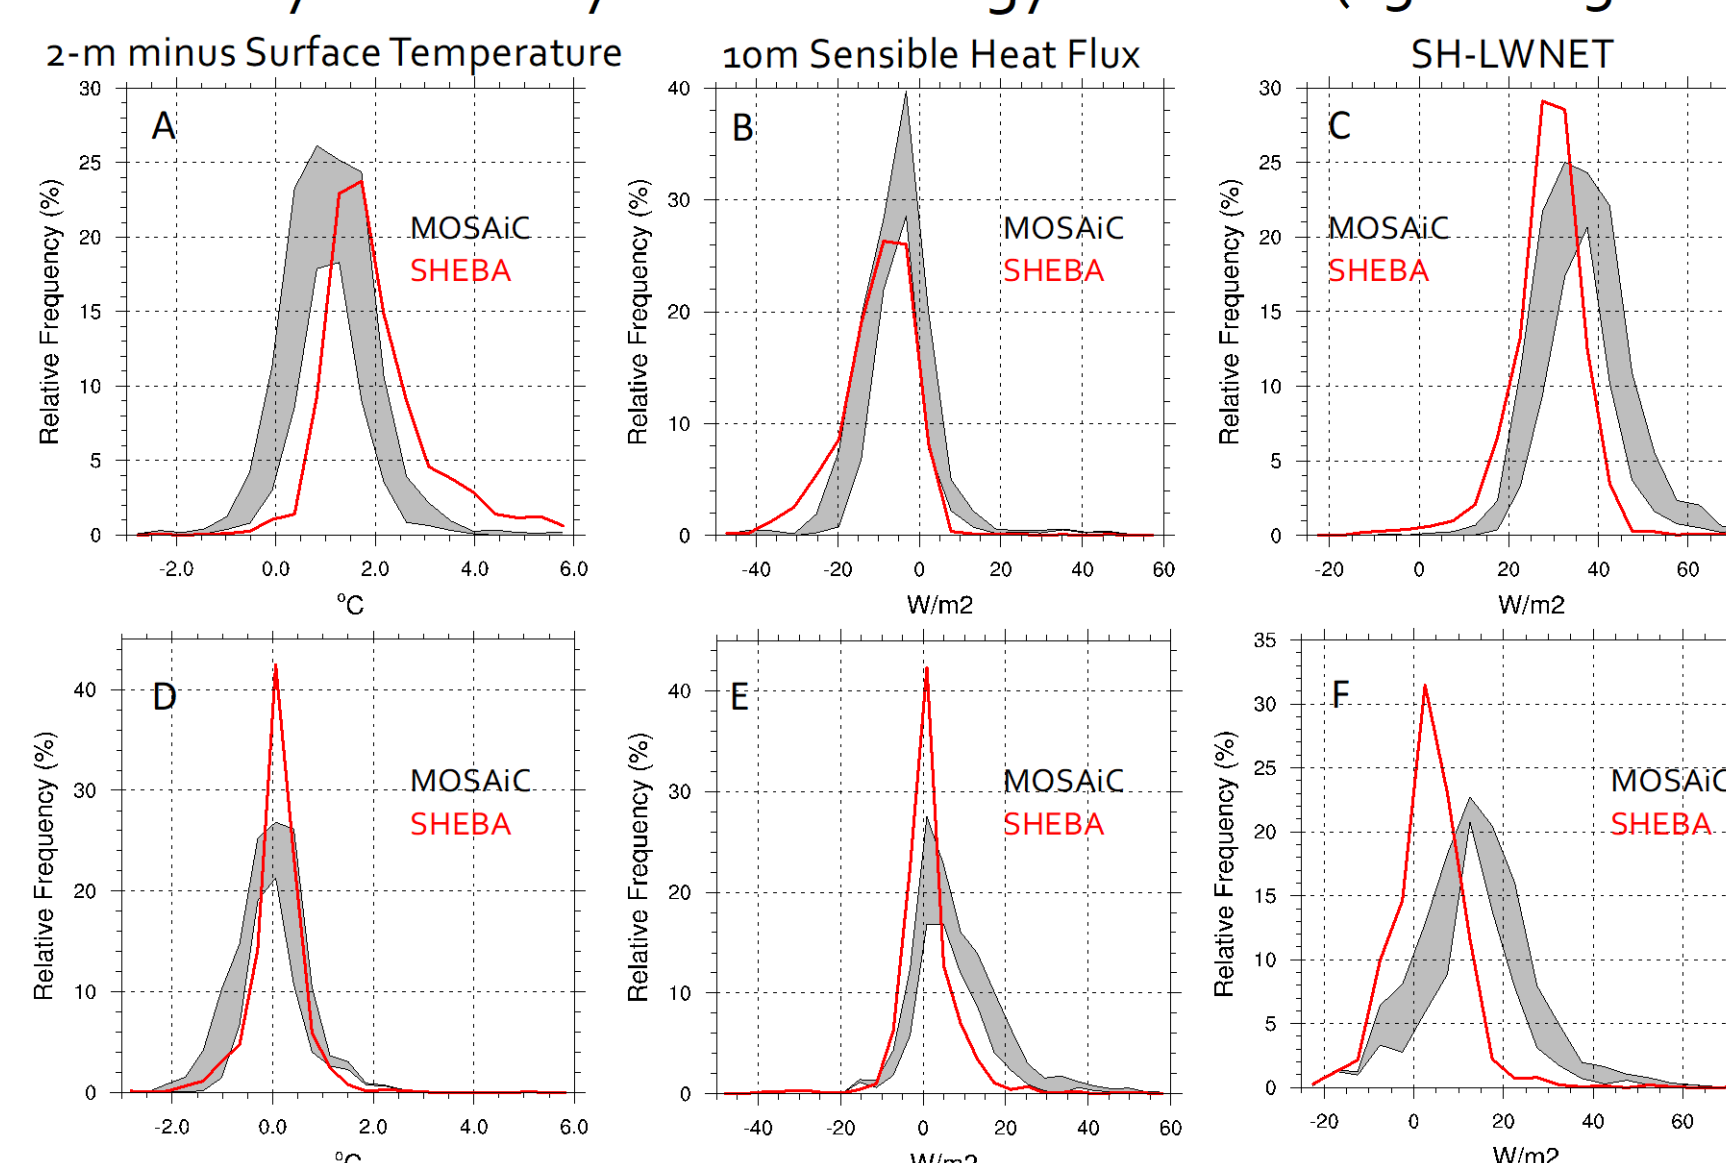 2-m minus Surface Temperature
10m Sensible Heat Flux
SH-LWNET
A
MOSAiC
SHEBA
Relative Frequency (%)
30
25
20
15
10
5
0
-2.0 0.0 2.0 4.0 6.0
°C
B
MOSAiC
SHEBA
Relative Frequency (%)
40
30
20
10
0
-40 -20 0 20 40 60
W/m2
C
MOSAiC
SHEBA
Relative Frequency (%)
30
25
20
15
10
5
0
-20 0 20 40 60
W/m2
D
MOSAiC
SHEBA
Relative Frequency (%)
40
30
20
10
0
-2.0 0.0 2.0 4.0 6.0
°C
E
MOSAiC
SHEBA
Relative Frequency (%)
40
30
20
10
0
-40 -20 0 20 40 60
W/m2
F
MOSAiC
SHEBA
Relative Frequency (%)
35
30
25
20
15
10
5
0
-20 0 20 40 60
W/m2